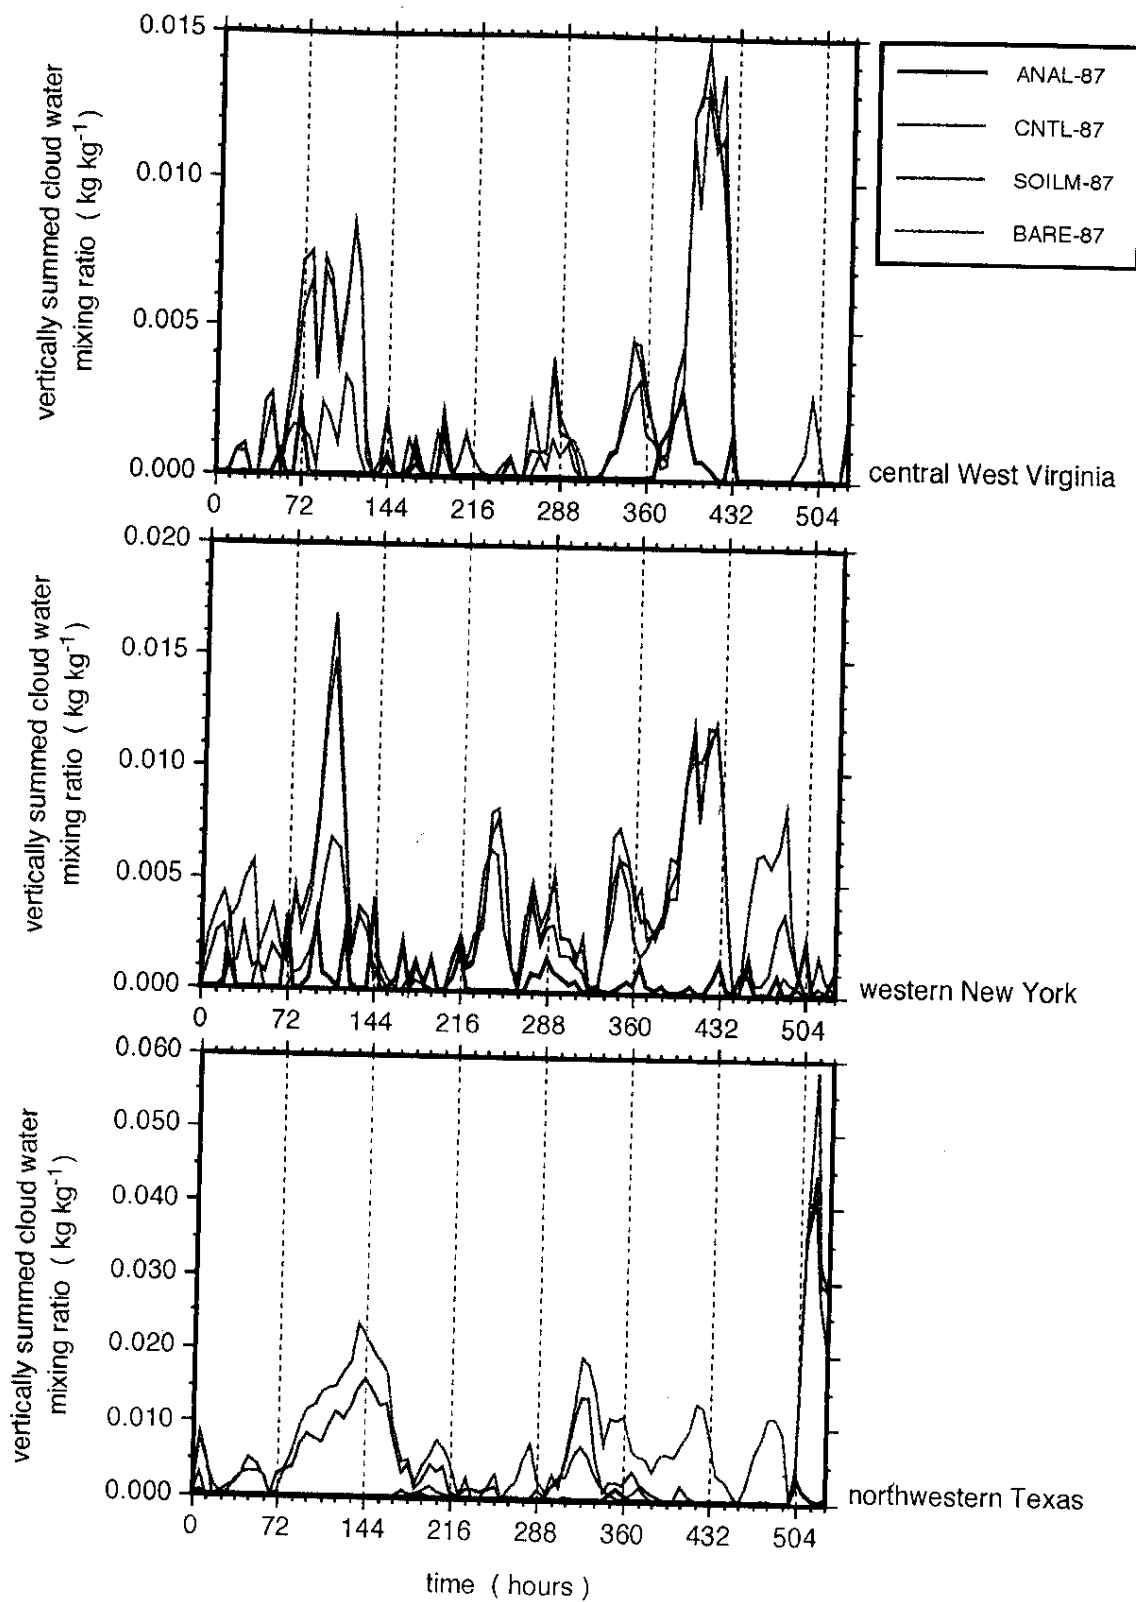 vertically summed cloud water
mixing ratio ( kg kg⁻¹ )
0.015
0.010
0.005
0.000
0 72 144 216 288 360 432 504
central West Virginia
ANAL-87
CNTL-87
SOILM-87
BARE-87
vertically summed cloud water
mixing ratio ( kg kg⁻¹ )
0.020
0.015
0.010
0.005
0.000
0 72 144 216 288 360 432 504
western New York
vertically summed cloud water
mixing ratio ( kg kg⁻¹ )
0.060
0.050
0.040
0.030
0.020
0.010
0.000
0 72 144 216 288 360 432 504
northwestern Texas
time ( hours )